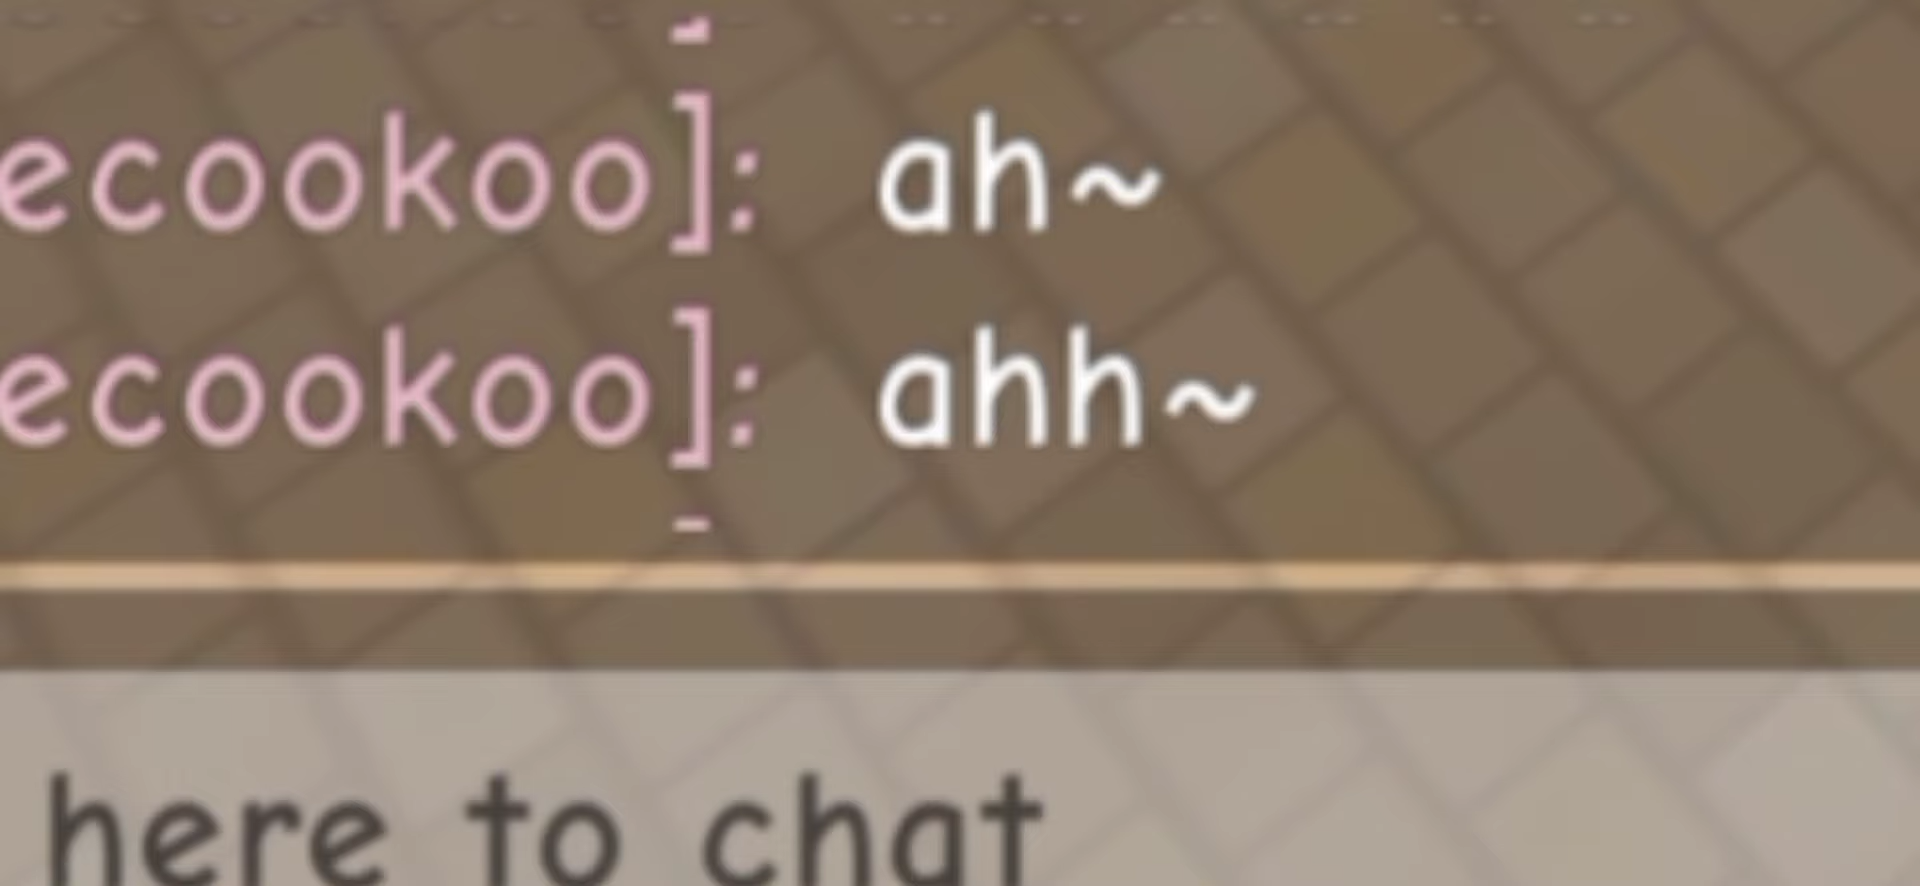 ecookoo]: ah~
ecookoo]: ahh~
here to chat